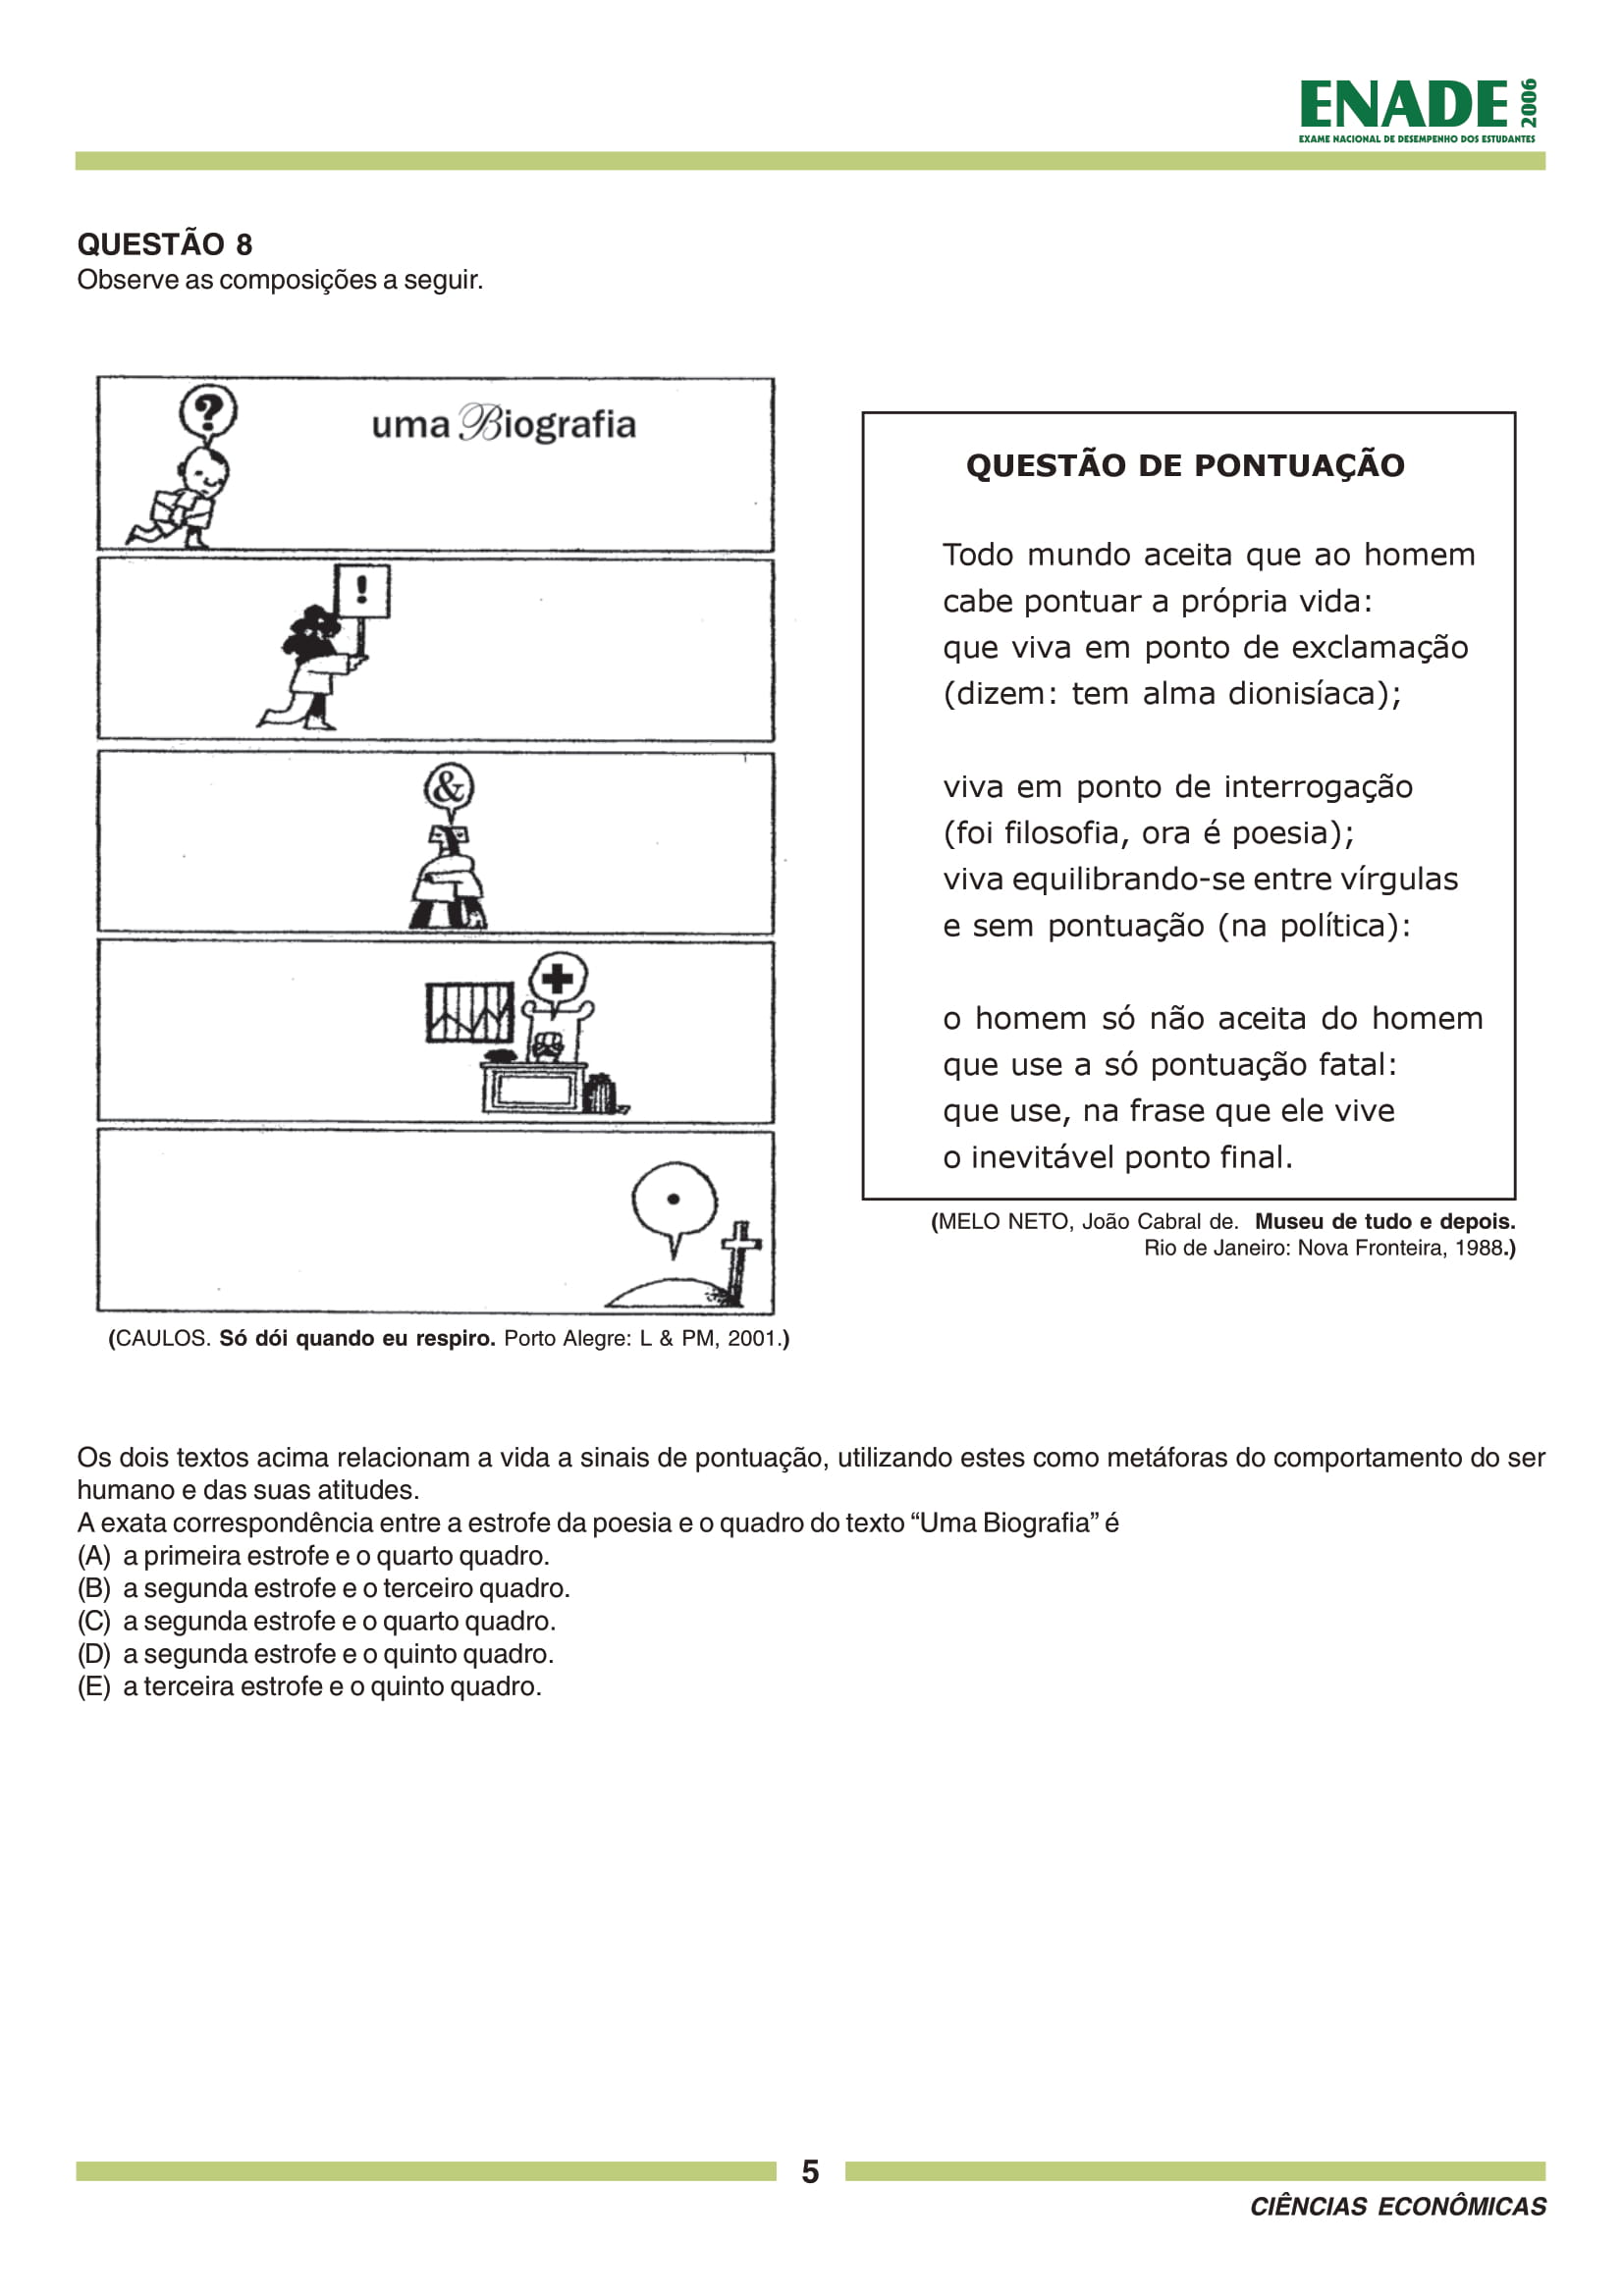 ENADE 2006
EXAME NACIONAL DE DESEMPENHO DOS ESTUDANTES
QUESTÃO 8
Observe as composições a seguir.
?
uma Biografia
!
&
+
.
(CAULOS. Só dói quando eu respiro. Porto Alegre: L & PM, 2001.)
QUESTÃO DE PONTUAÇÃO
Todo mundo aceita que ao homem
cabe pontuar a própria vida:
que viva em ponto de exclamação
(dizem: tem alma dionisíaca);
viva em ponto de interrogação
(foi filosofia, ora é poesia);
viva equilibrando-se entre vírgulas
e sem pontuação (na política):
o homem só não aceita do homem
que use a só pontuação fatal:
que use, na frase que ele vive
o inevitável ponto final.
(MELO NETO, João Cabral de. Museu de tudo e depois.
Rio de Janeiro: Nova Fronteira, 1988.)
Os dois textos acima relacionam a vida a sinais de pontuação, utilizando estes como metáforas do comportamento do ser
humano e das suas atitudes.
A exata correspondência entre a estrofe da poesia e o quadro do texto “Uma Biografia” é
(A) a primeira estrofe e o quarto quadro.
(B) a segunda estrofe e o terceiro quadro.
(C) a segunda estrofe e o quarto quadro.
(D) a segunda estrofe e o quinto quadro.
(E) a terceira estrofe e o quinto quadro.
5
CIÊNCIAS ECONÔMICAS